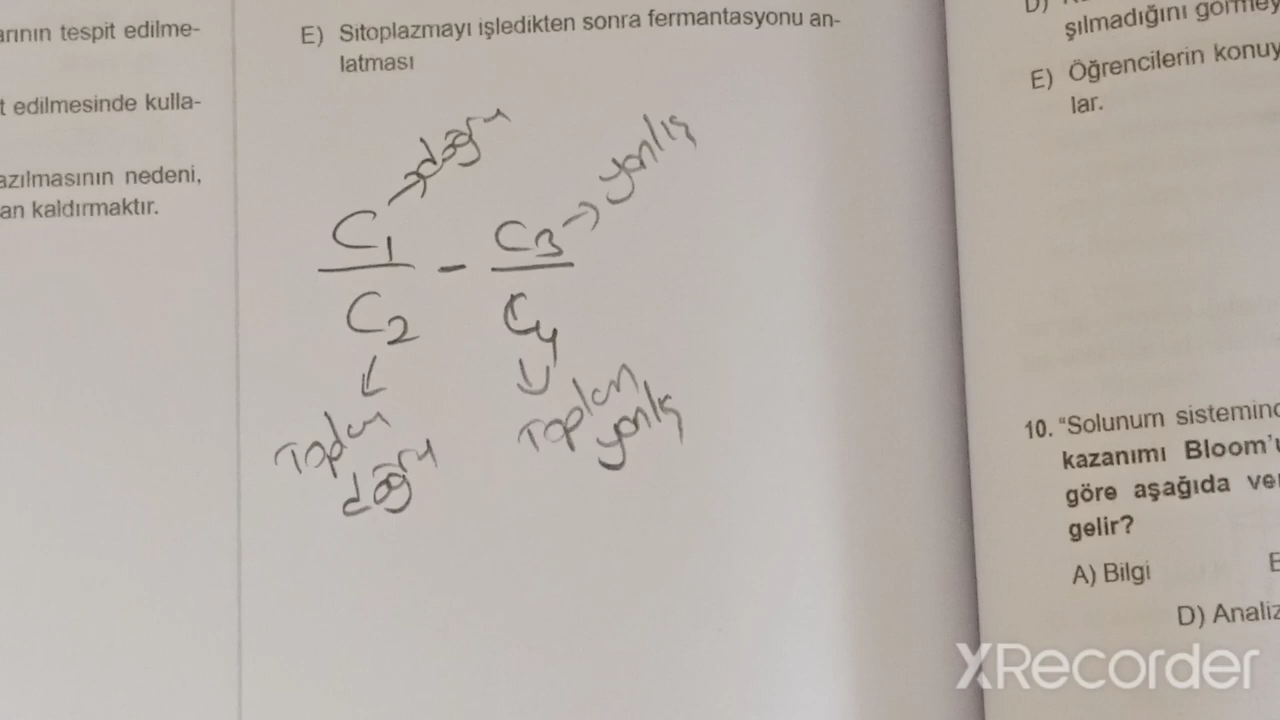 arının tespit edilme-
t edilmesinde kulla-
azılmasının nedeni,
an kaldırmaktır.
E) Sitoplazmayı işledikten sonra fermantasyonu an-
latması
C1 → doğru
C2
↓
Toplam
doğru
-
C3 → yanlış
C4
↓
Toplam
yanlış
D)
şılmadığını görmey
E) Öğrencilerin konuy
lar.
10. "Solunum sistemind
kazanımı Bloom'u
göre aşağıda ver
gelir?
A) Bilgi
D) Analiz
XRecorder